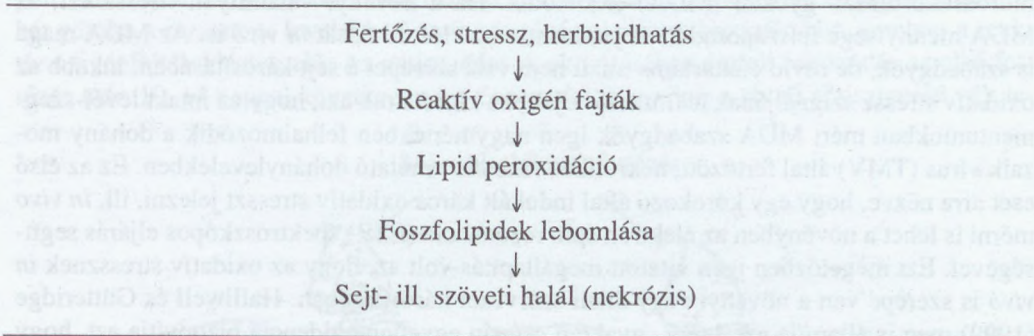 Fertőzés, stressz, herbicidhatás
↓
Reaktív oxigén fajták
↓
Lipid peroxidáció
↓
Foszfolipidek lebomlása
↓
Sejt- ill. szöveti halál (nekrózis)